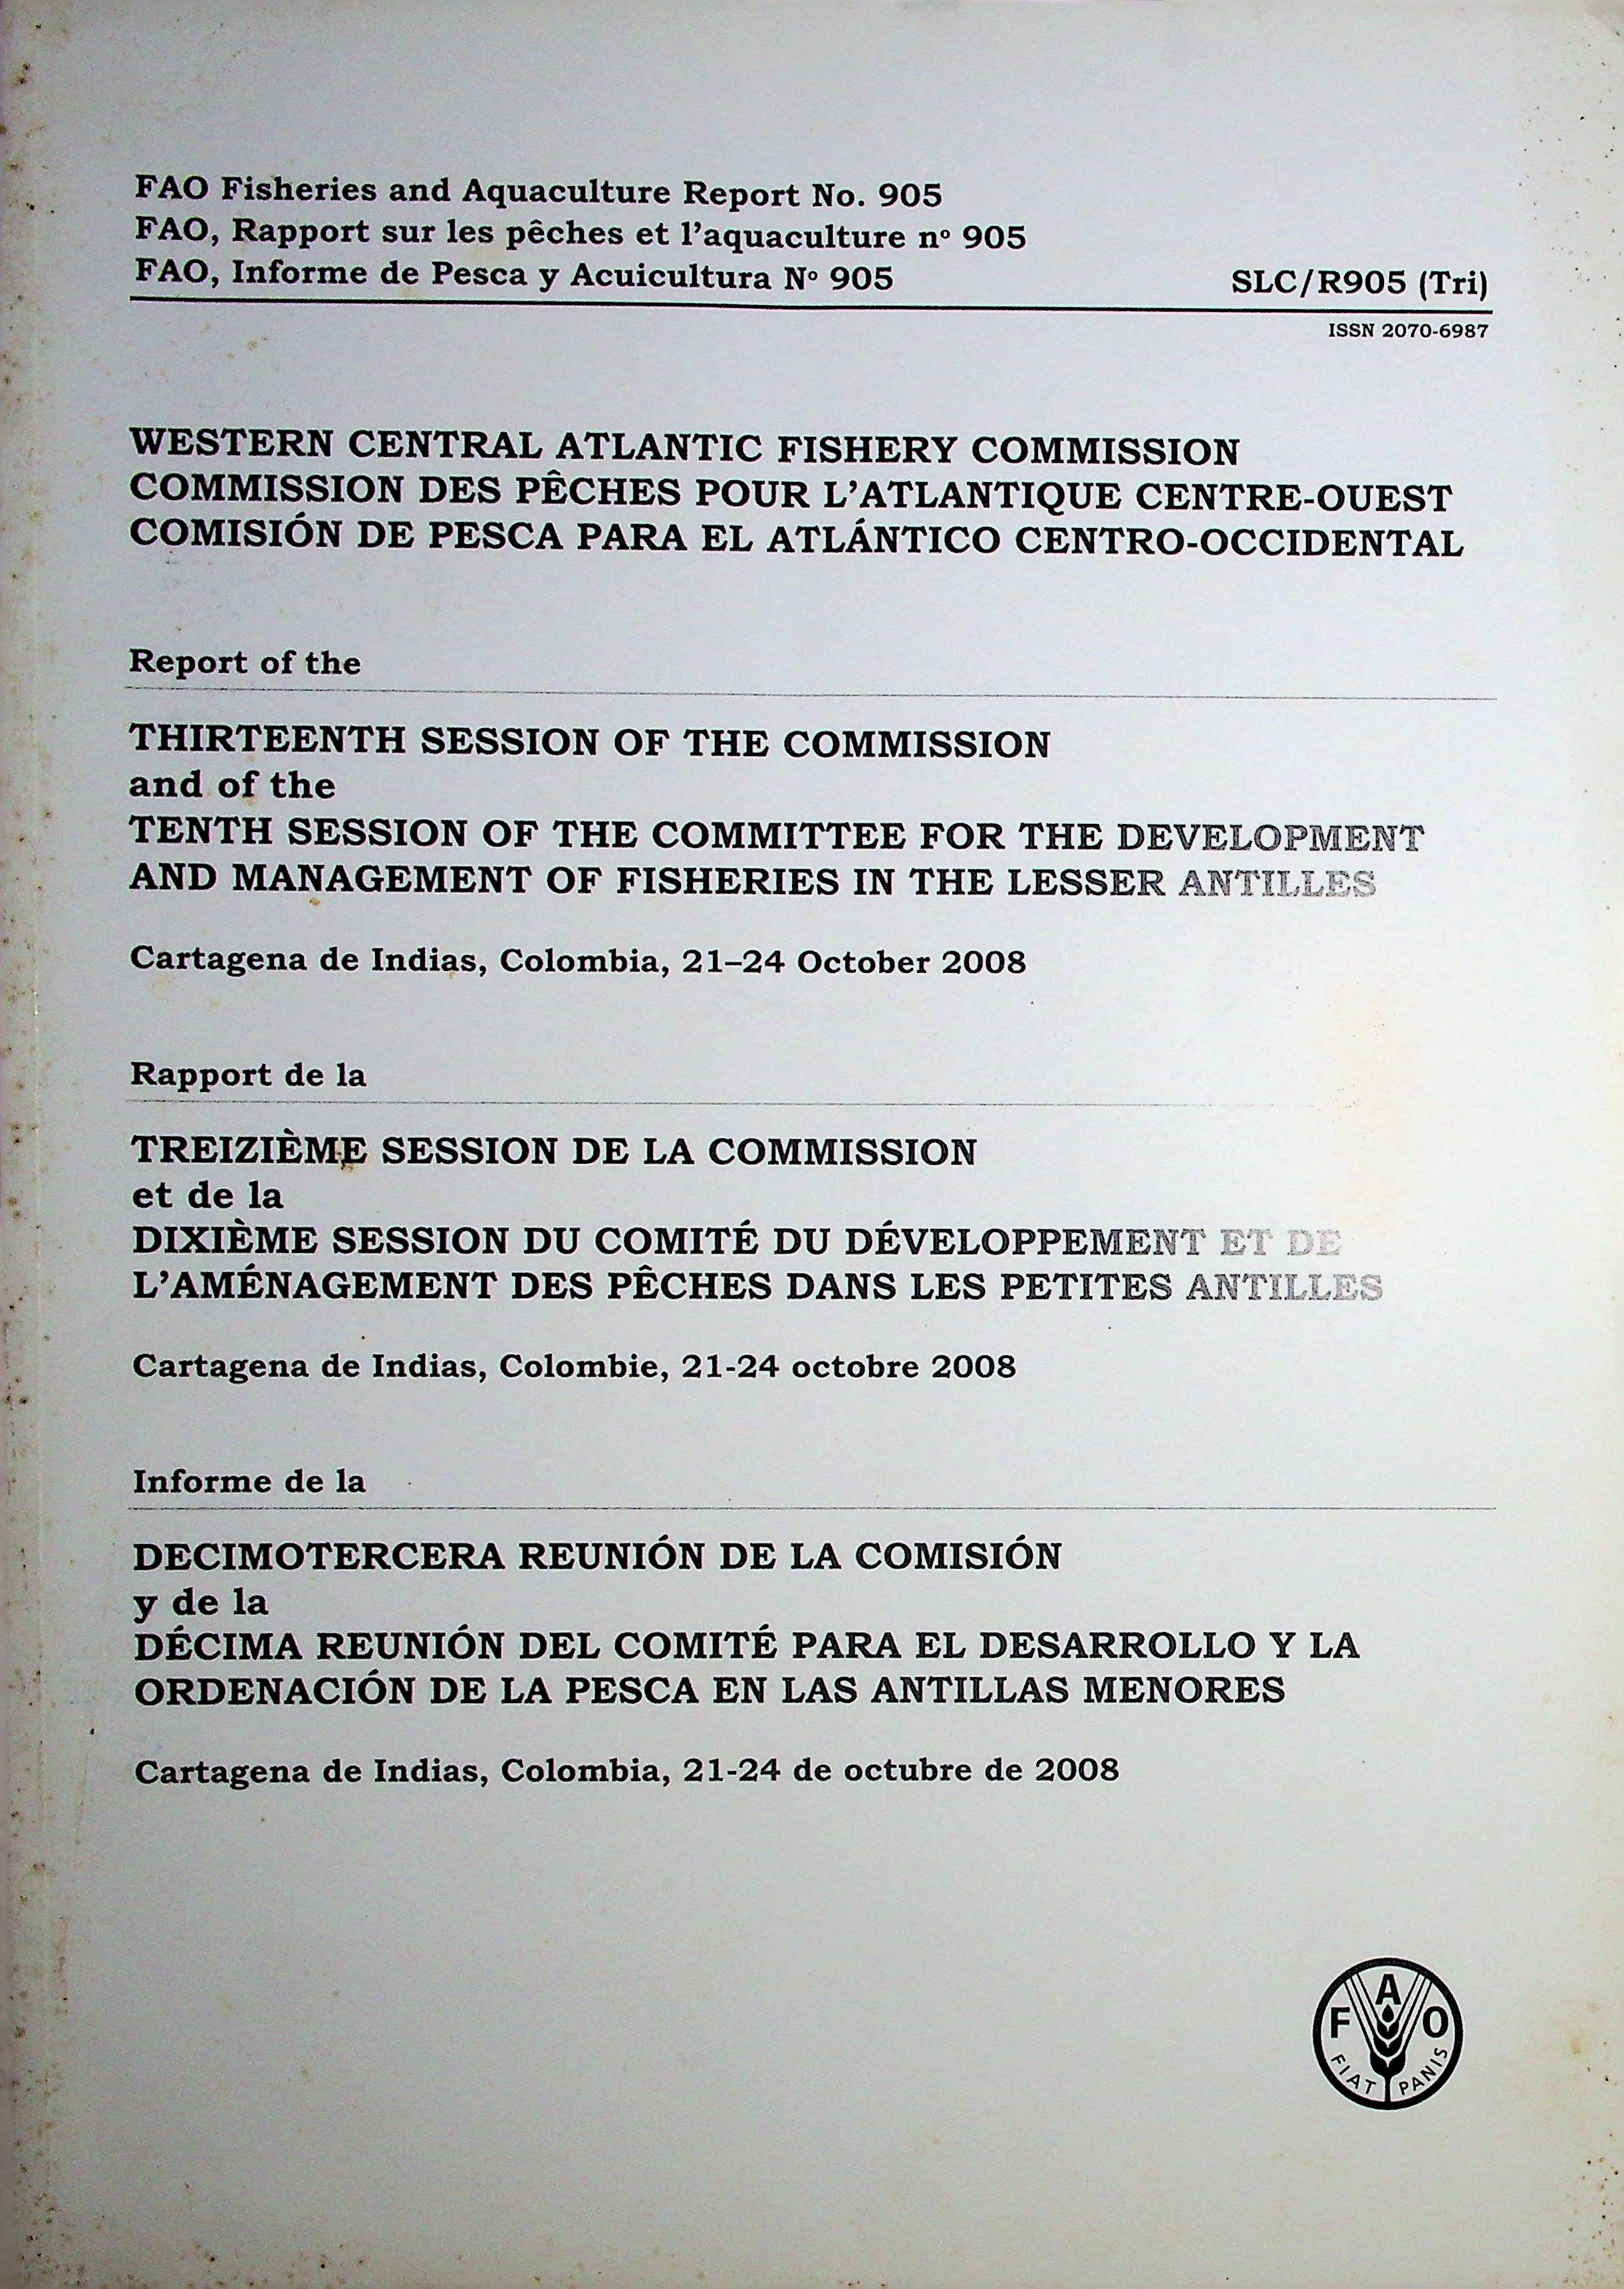 FAO Fisheries and Aquaculture Report No. 905
FAO, Rapport sur les pêches et l'aquaculture nº 905
FAO, Informe de Pesca y Acuicultura Nº 905
SLC/R905 (Tri)
ISSN 2070-6987
WESTERN CENTRAL ATLANTIC FISHERY COMMISSION
COMMISSION DES PÊCHES POUR L'ATLANTIQUE CENTRE-OUEST
COMISIÓN DE PESCA PARA EL ATLÁNTICO CENTRO-OCCIDENTAL
Report of the
THIRTEENTH SESSION OF THE COMMISSION
and of the
TENTH SESSION OF THE COMMITTEE FOR THE DEVELOPMENT
AND MANAGEMENT OF FISHERIES IN THE LESSER ANTILLES
Cartagena de Indias, Colombia, 21–24 October 2008
Rapport de la
TREIZIÈME SESSION DE LA COMMISSION
et de la
DIXIÈME SESSION DU COMITÉ DU DÉVELOPPEMENT ET DE
L'AMÉNAGEMENT DES PÊCHES DANS LES PETITES ANTILLES
Cartagena de Indias, Colombie, 21-24 octobre 2008
Informe de la
DECIMOTERCERA REUNIÓN DE LA COMISIÓN
y de la
DÉCIMA REUNIÓN DEL COMITÉ PARA EL DESARROLLO Y LA
ORDENACIÓN DE LA PESCA EN LAS ANTILLAS MENORES
Cartagena de Indias, Colombia, 21-24 de octubre de 2008
FAO
FIAT PANIS